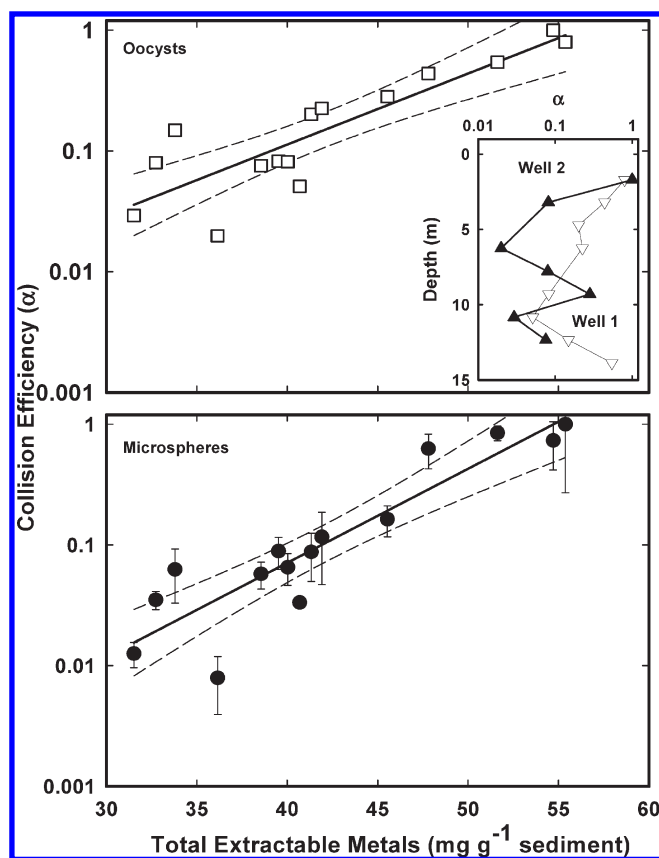 1
Oocysts
0.1
0.01
0.001
α
0.01 0.1 1
0
5
10
15
Depth (m)
Well 2
Well 1
Collision Efficiency (α)
1
Microspheres
0.1
0.01
0.001
30 35 40 45 50 55 60
Total Extractable Metals (mg g-1 sediment)